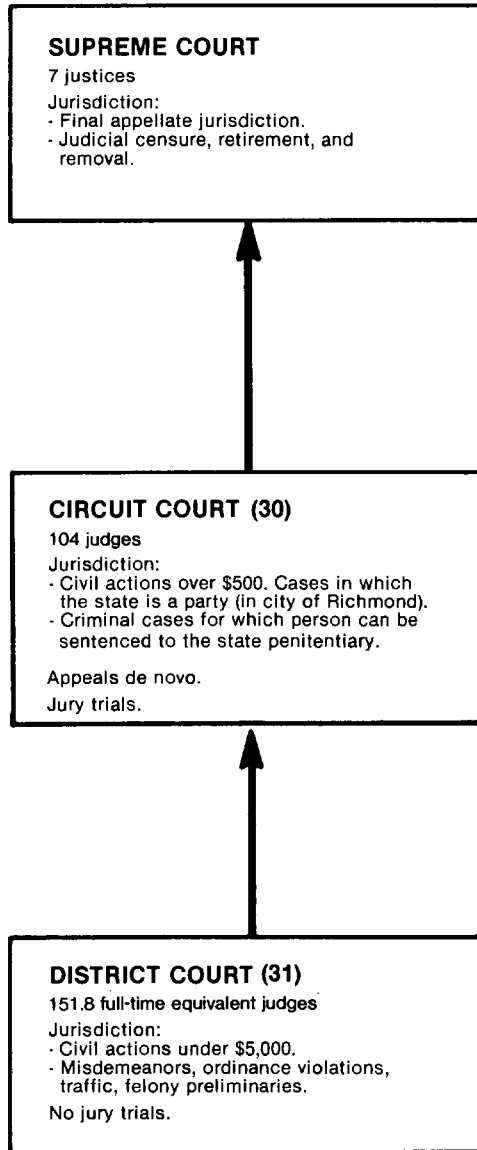 SUPREME COURT
7 justices
Jurisdiction:
- Final appellate jurisdiction.
- Judicial censure, retirement, and
removal.
CIRCUIT COURT (30)
104 judges
Jurisdiction:
- Civil actions over $500. Cases in which
the state is a party (in city of Richmond).
- Criminal cases for which person can be
sentenced to the state penitentiary.
Appeals de novo.
Jury trials.
DISTRICT COURT (31)
151.8 full-time equivalent judges
Jurisdiction:
- Civil actions under $5,000.
- Misdemeanors, ordinance violations,
traffic, felony preliminaries.
No jury trials.